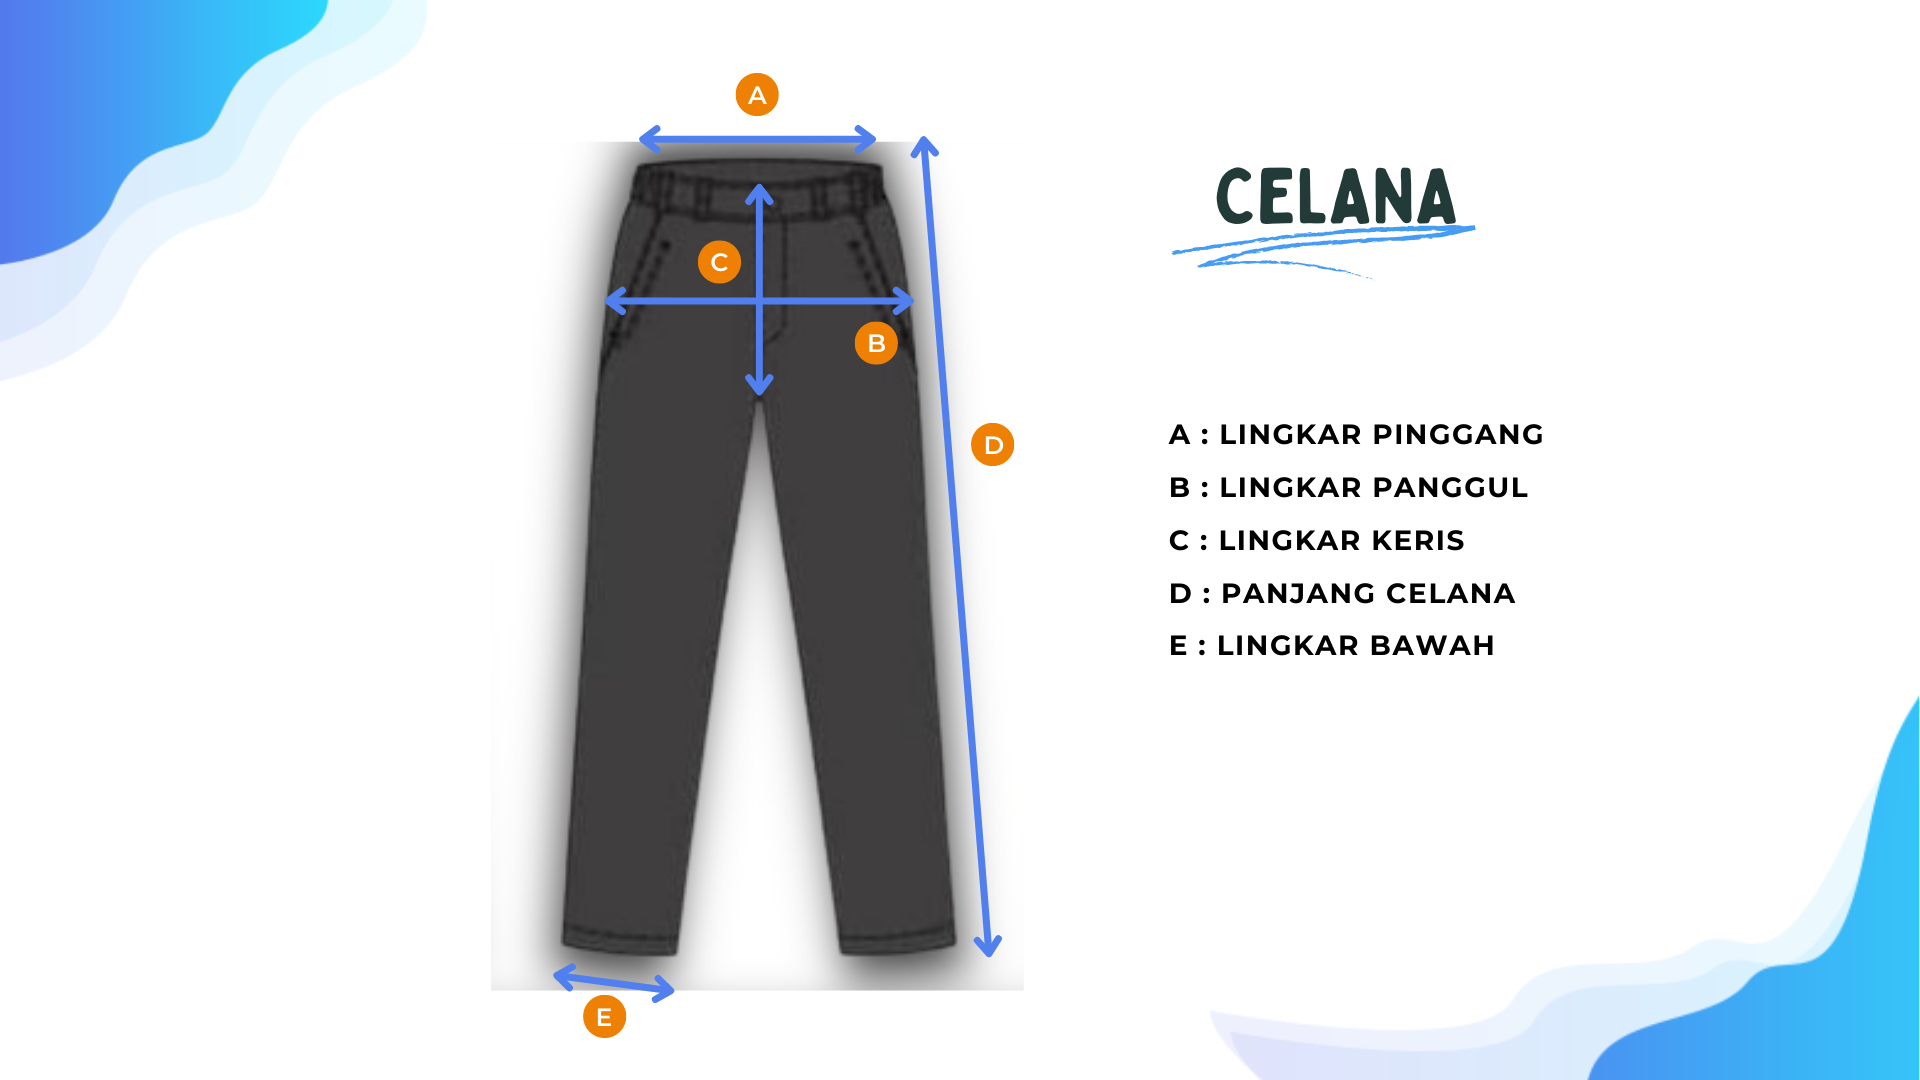 A
C
B
D
E
CELANA
A : LINGKAR PINGGANG
B : LINGKAR PANGGUL
C : LINGKAR KERIS
D : PANJANG CELANA
E : LINGKAR BAWAH